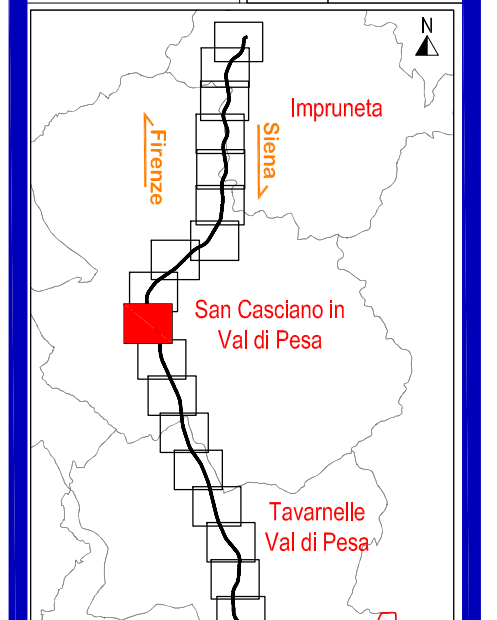 N
Impruneta
Firenze
Siena
San Casciano in
Val di Pesa
Tavarnelle
Val di Pesa